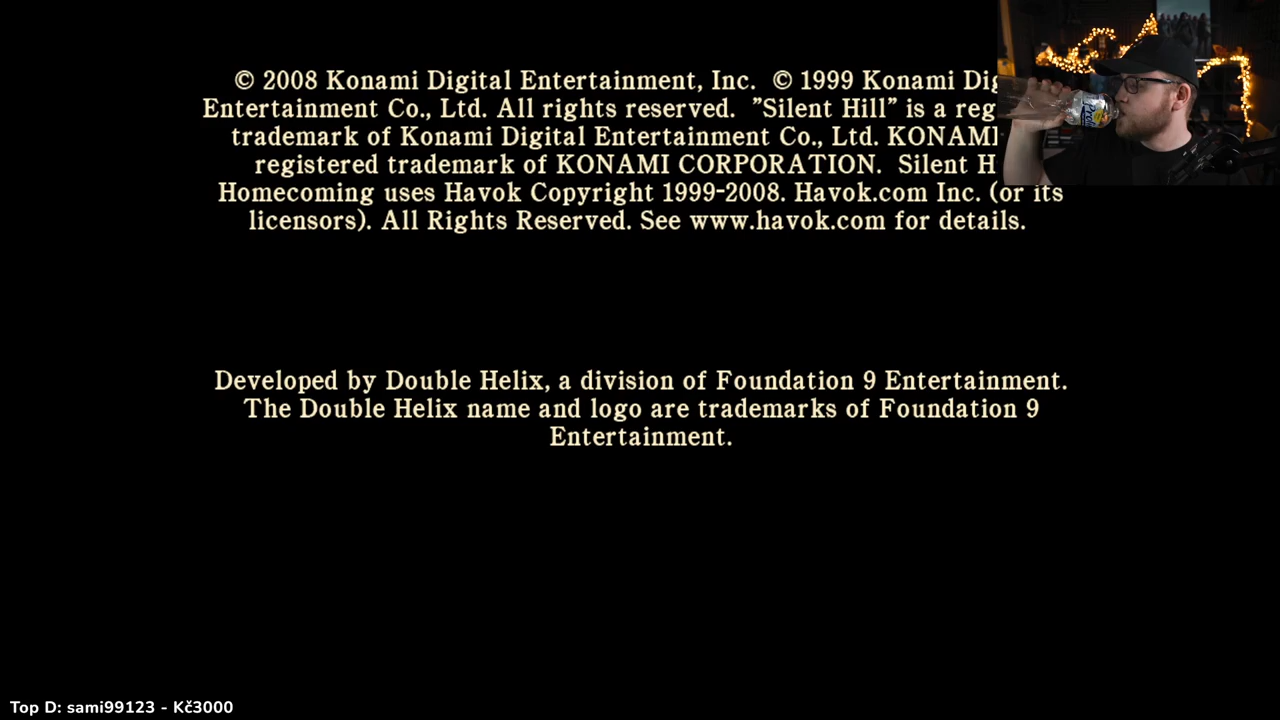 © 2008 Konami Digital Entertainment, Inc. © 1999 Konami
Entertainment Co., Ltd. All rights reserved. "Silent Hill" is a
trademark of Konami Digital Entertainment Co., Ltd. KONAMI
registered trademark of KONAMI CORPORATION. Silent
Homecoming uses Havok Copyright 1999-2008. Havok.com Inc. (or its
licensors). All Rights Reserved. See www.havok.com for details.
Developed by Double Helix, a division of Foundation 9 Entertainment.
The Double Helix name and logo are trademarks of Foundation 9
Entertainment.
Top D: sami99123 - Kč3000